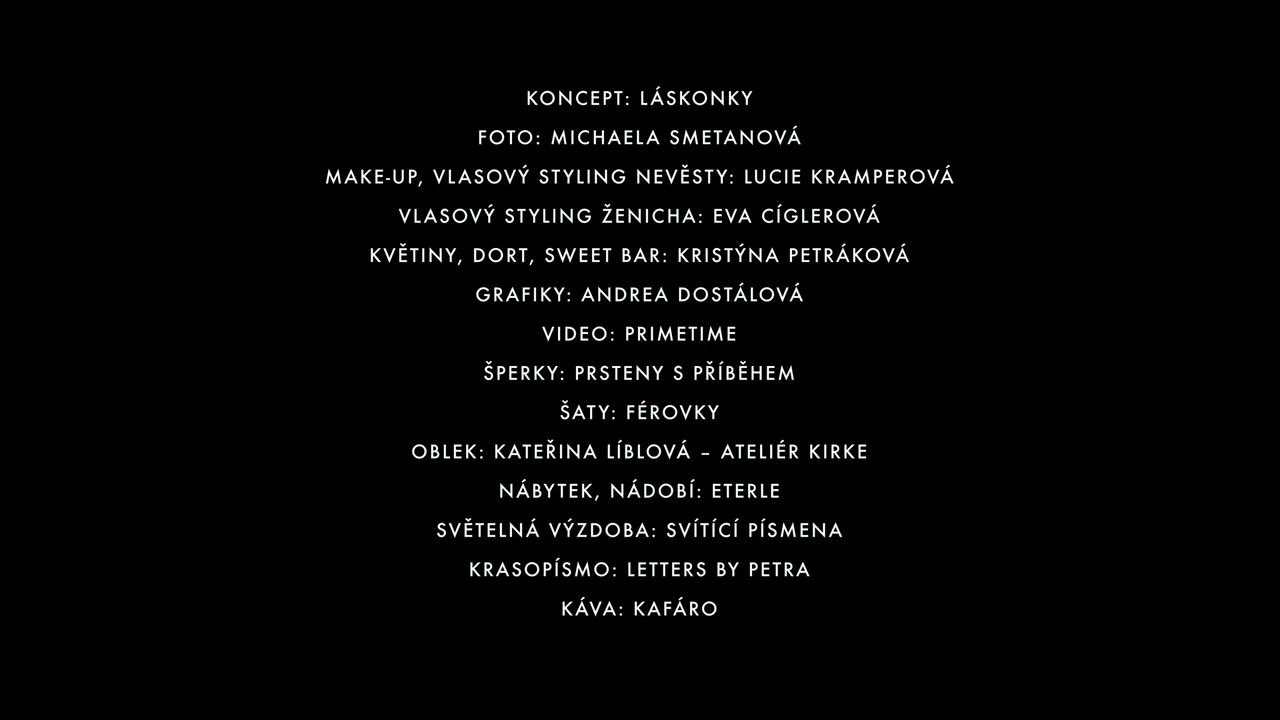 KONCEPT: LÁSKONKY
FOTO: MICHAELA SMETANOVÁ
MAKE-UP, VLASOVÝ STYLING NEVĚSTY: LUCIE KRAMPEROVÁ
VLASOVÝ STYLING ŽENICHA: EVA CÍGLEROVÁ
KVĚTINY, DORT, SWEET BAR: KRISTÝNA PETRÁKOVÁ
GRAFIKY: ANDREA DOSTÁLOVÁ
VIDEO: PRIMETIME
ŠPERKY: PRSTENY S PŘÍBĚHEM
ŠATY: FÉROVKY
OBLEK: KATEŘINA LÍBLOVÁ – ATELIÉR KIRKE
NÁBYTEK, NÁDOBÍ: ETERLE
SVĚTELNÁ VÝZDOBA: SVÍTÍCÍ PÍSMENA
KRASOPÍSMO: LETTERS BY PETRA
KÁVA: KAFÁRO